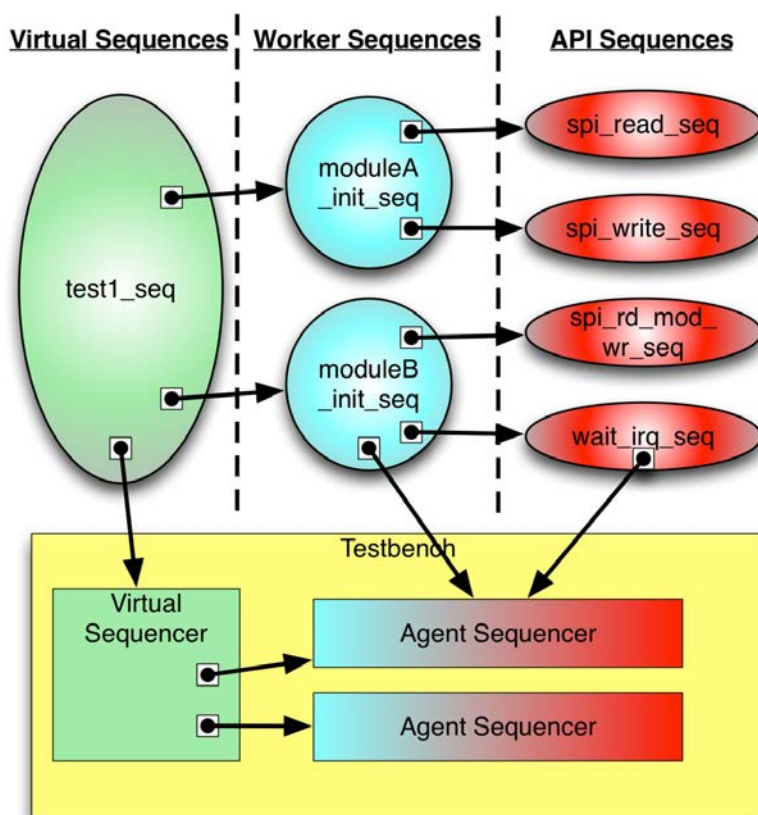 Virtual Sequences
Worker Sequences
API Sequences
test1_seq
moduleA
_init_seq
moduleB
_init_seq
spi_read_seq
spi_write_seq
spi_rd_mod_
wr_seq
wait_irq_seq
Testbench
Virtual
Sequencer
Agent Sequencer
Agent Sequencer